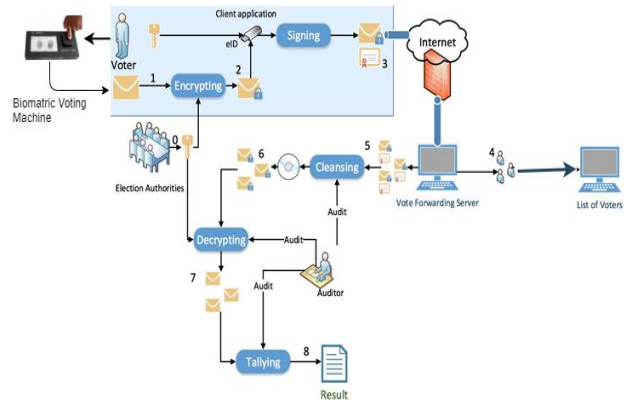 Client application
eID
Signing
Internet
Voter
1
Encrypting
2
3
Biomatric Voting
Machine
0
Election Authorities
6
Cleansing
5
4
Vote Forwarding Server
List of Voters
Audit
Decrypting
Audit
7
Audit
Auditor
Tallying
8
Result